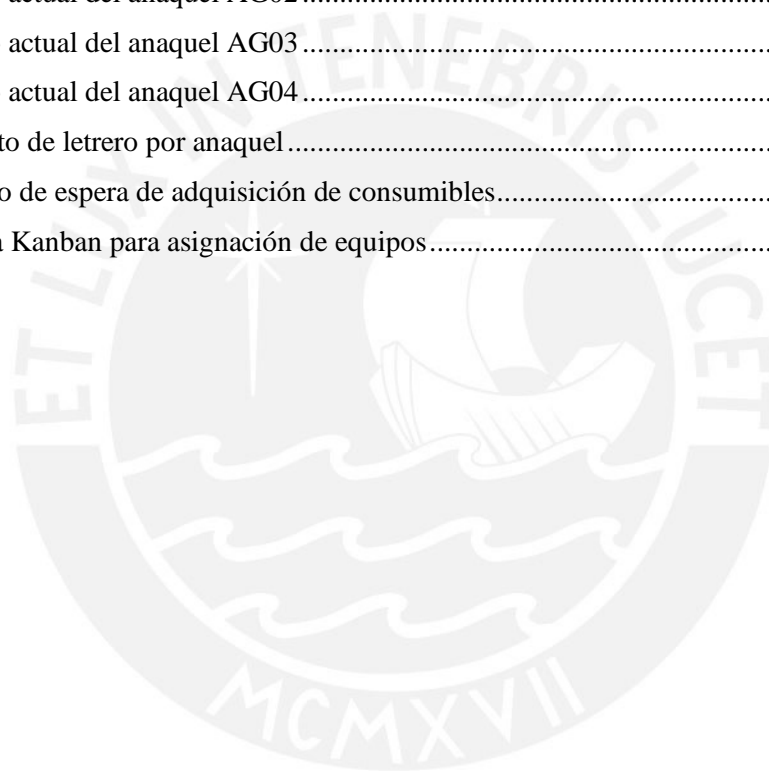 actual del anaquel AG02
actual del anaquel AG03 ........................................................................
actual del anaquel AG04 ........................................................................
to de letrero por anaquel ........................................................................
o de espera de adquisición de consumibles ........................................
a Kanban para asignación de equipos ................................................
ET LUX IN TENEBRIS LUCET
MCMXVII